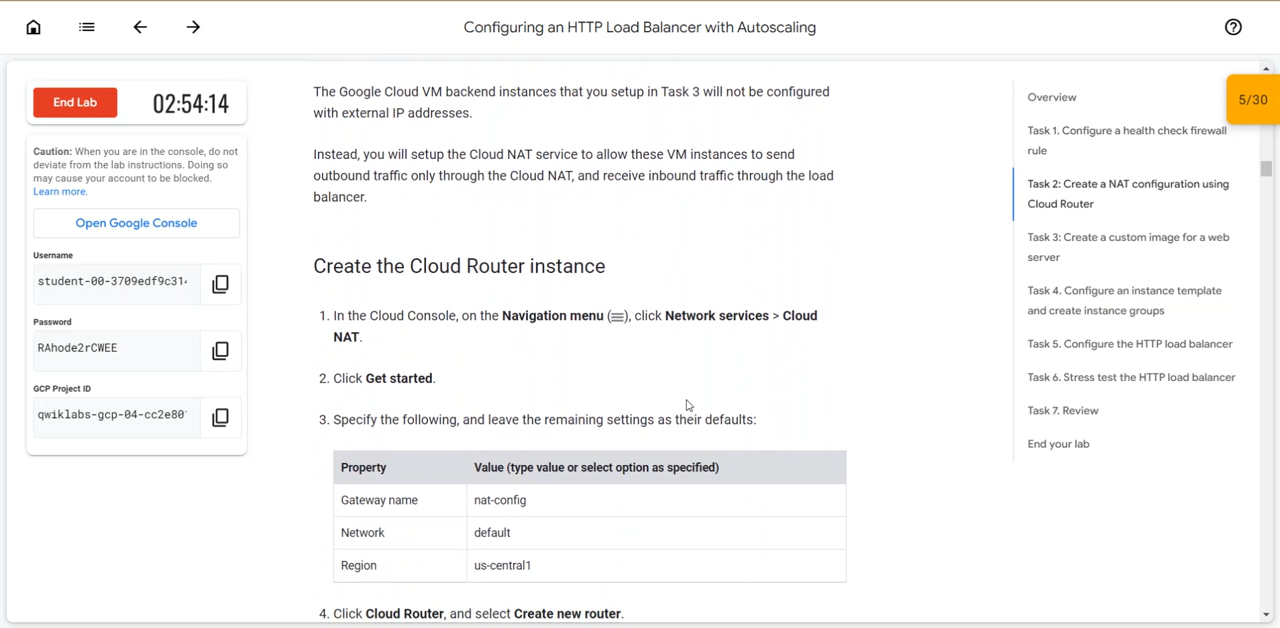 Configuring an HTTP Load Balancer with Autoscaling
End Lab
02:54:14
Caution: When you are in the console, do not
deviate from the lab instructions. Doing so
may cause your account to be blocked.
Learn more.
Open Google Console
Username
student-00-3709edf9c314
Password
RAhode2rCWEE
GCP Project ID
qwiklabs-gcp-04-cc2e80
The Google Cloud VM backend instances that you setup in Task 3 will not be configured
with external IP addresses.
Instead, you will setup the Cloud NAT service to allow these VM instances to send
outbound traffic only through the Cloud NAT, and receive inbound traffic through the load
balancer.
Create the Cloud Router instance
1. In the Cloud Console, on the Navigation menu (☰), click Network services > Cloud
NAT.
2. Click Get started.
3. Specify the following, and leave the remaining settings as their defaults:
Property Value (type value or select option as specified)
Gateway name nat-config
Network default
Region us-central1
4. Click Cloud Router, and select Create new router.
Overview
Task 1. Configure a health check firewall
rule
Task 2: Create a NAT configuration using
Cloud Router
Task 3: Create a custom image for a web
server
Task 4. Configure an instance template
and create instance groups
Task 5. Configure the HTTP load balancer
Task 6. Stress test the HTTP load balancer
Task 7. Review
End your lab
5/30